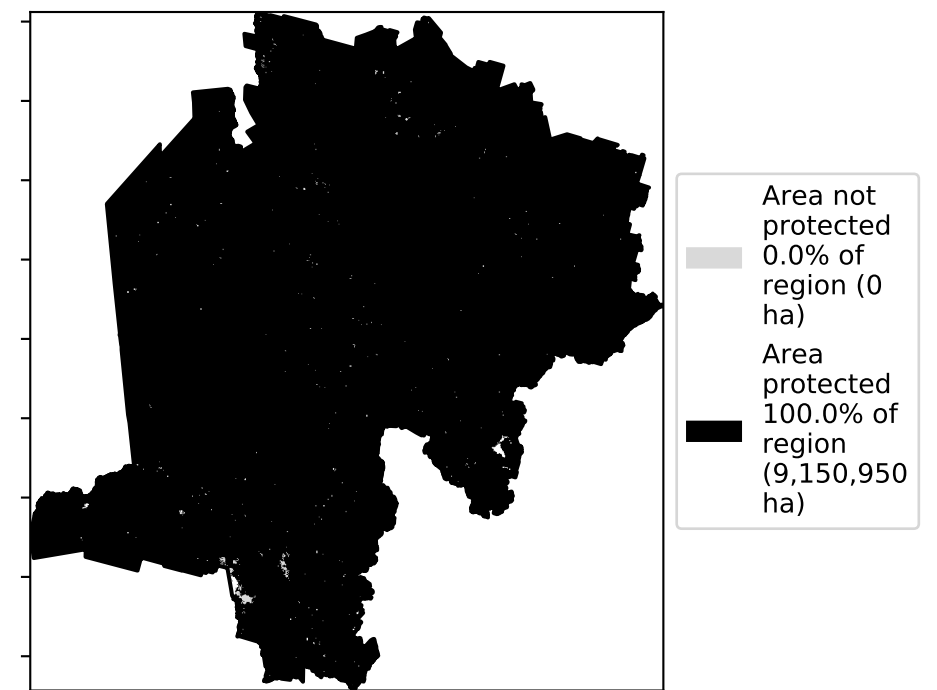 Area not
protected
0.0% of
region (0
ha)
Area
protected
100.0% of
region
(9,150,950
ha)